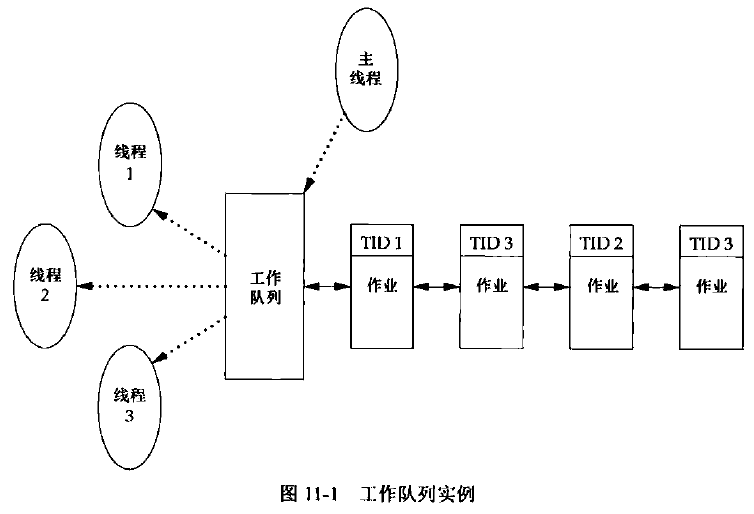 主
线程
线程
1
线程
2
线程
3
工作
队列
TID 1
作业
TID 3
作业
TID 2
作业
TID 3
作业
图 11-1 工作队列实例